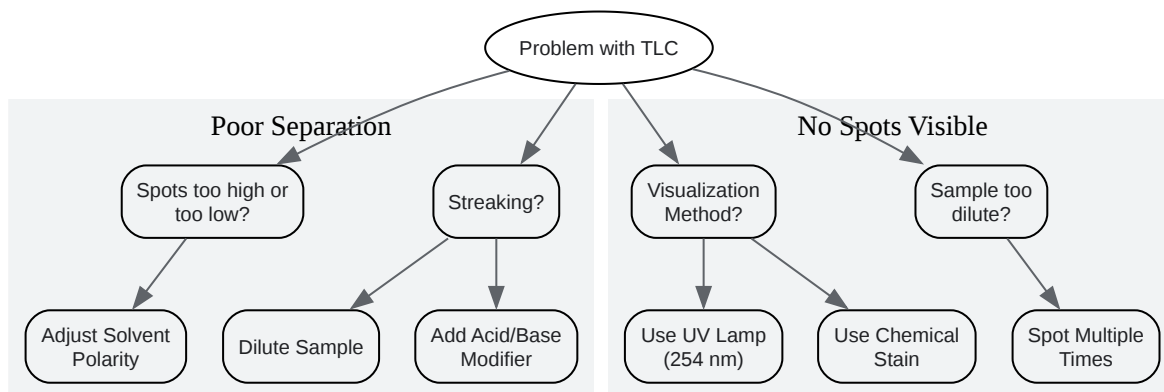 Problem with TLC
Poor Separation
No Spots Visible
Spots too high or
too low?
Streaking?
Visualization
Method?
Sample too
dilute?
Adjust Solvent
Polarity
Dilute Sample
Add Acid/Base
Modifier
Use UV Lamp
(254 nm)
Use Chemical
Stain
Spot Multiple
Times